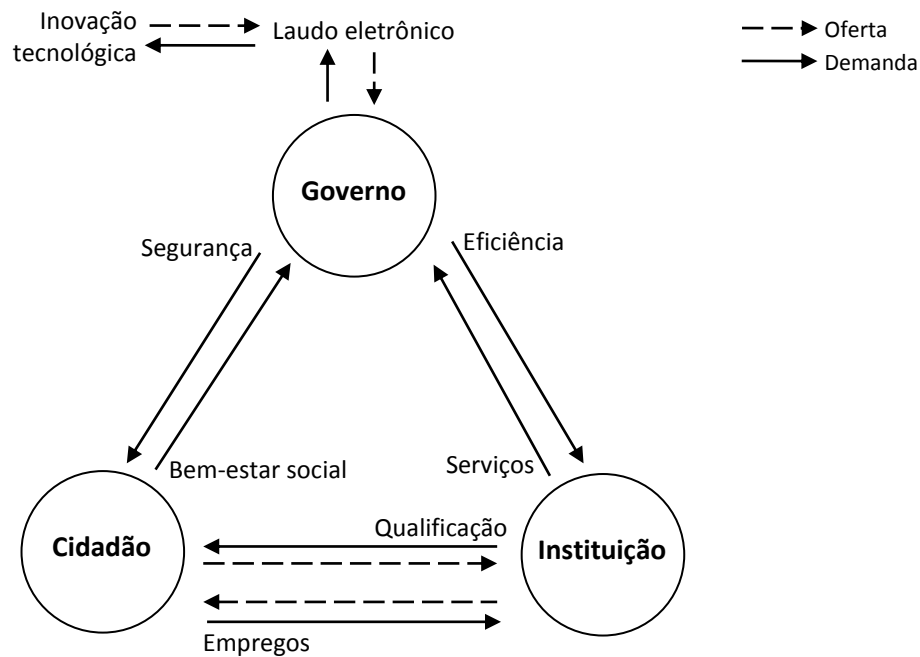 Inovação
tecnológica
Laudo eletrônico
Oferta
Demanda
Governo
Segurança
Eficiência
Bem-estar social
Serviços
Qualificação
Cidadão
Instituição
Empregos